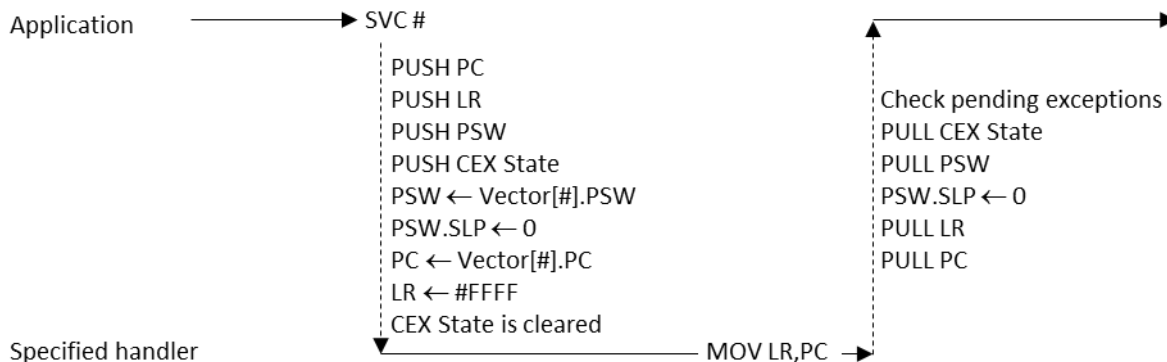 Application
SVC #
PUSH PC
PUSH LR
PUSH PSW
PUSH CEX State
PSW ← Vector[#].PSW
PSW.SLP ← 0
PC ← Vector[#].PC
LR ← #FFFF
CEX State is cleared
Specified handler
MOV LR,PC
Check pending exceptions
PULL CEX State
PULL PSW
PSW.SLP ← 0
PULL LR
PULL PC